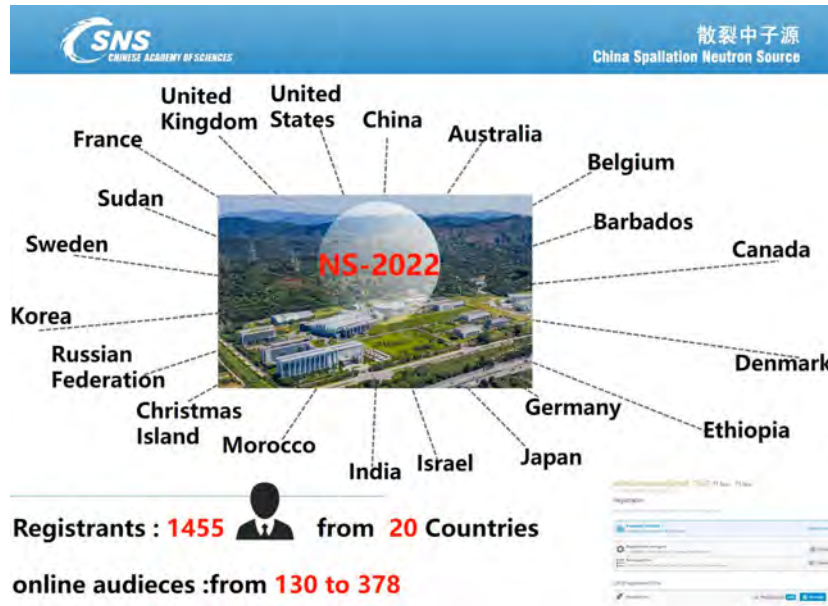 SNS
CHINESE ACADEMY OF SCIENCES
散裂中子源
China Spallation Neutron Source
United
Kingdom
United
States
China
Australia
France
Belgium
Sudan
Barbados
Sweden
Canada
NS-2022
Korea
Russian
Federation
Denmark
Christmas
Island
Germany
Morocco
Ethiopia
India
Israel
Japan
Registrants : 1455 from 20 Countries
online audieces :from 130 to 378
Registration